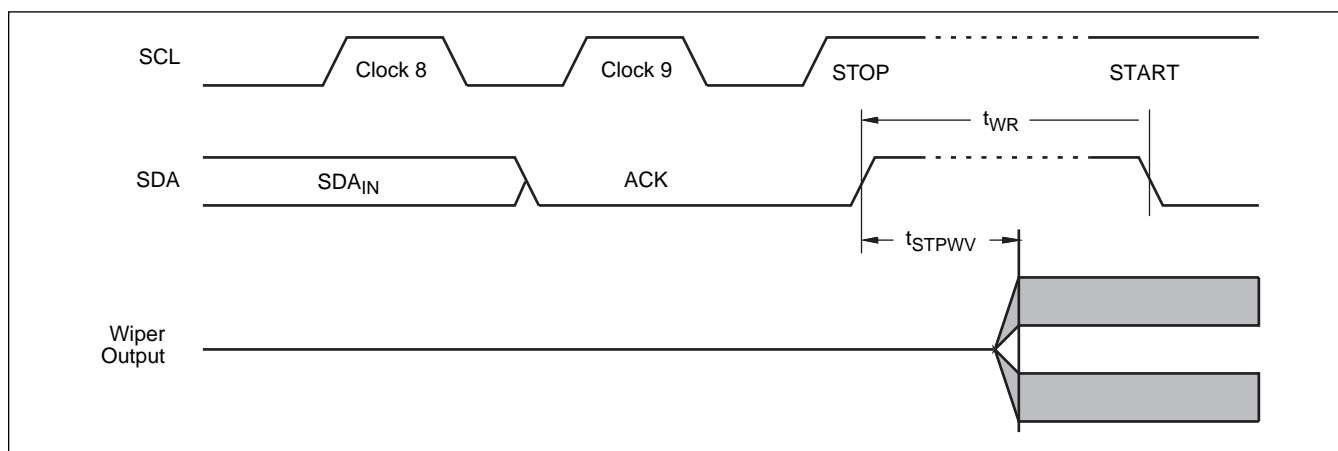 SCL
Clock 8
Clock 9
STOP
START
tWR
SDA
SDAIN
ACK
tSTPWV
Wiper
Output